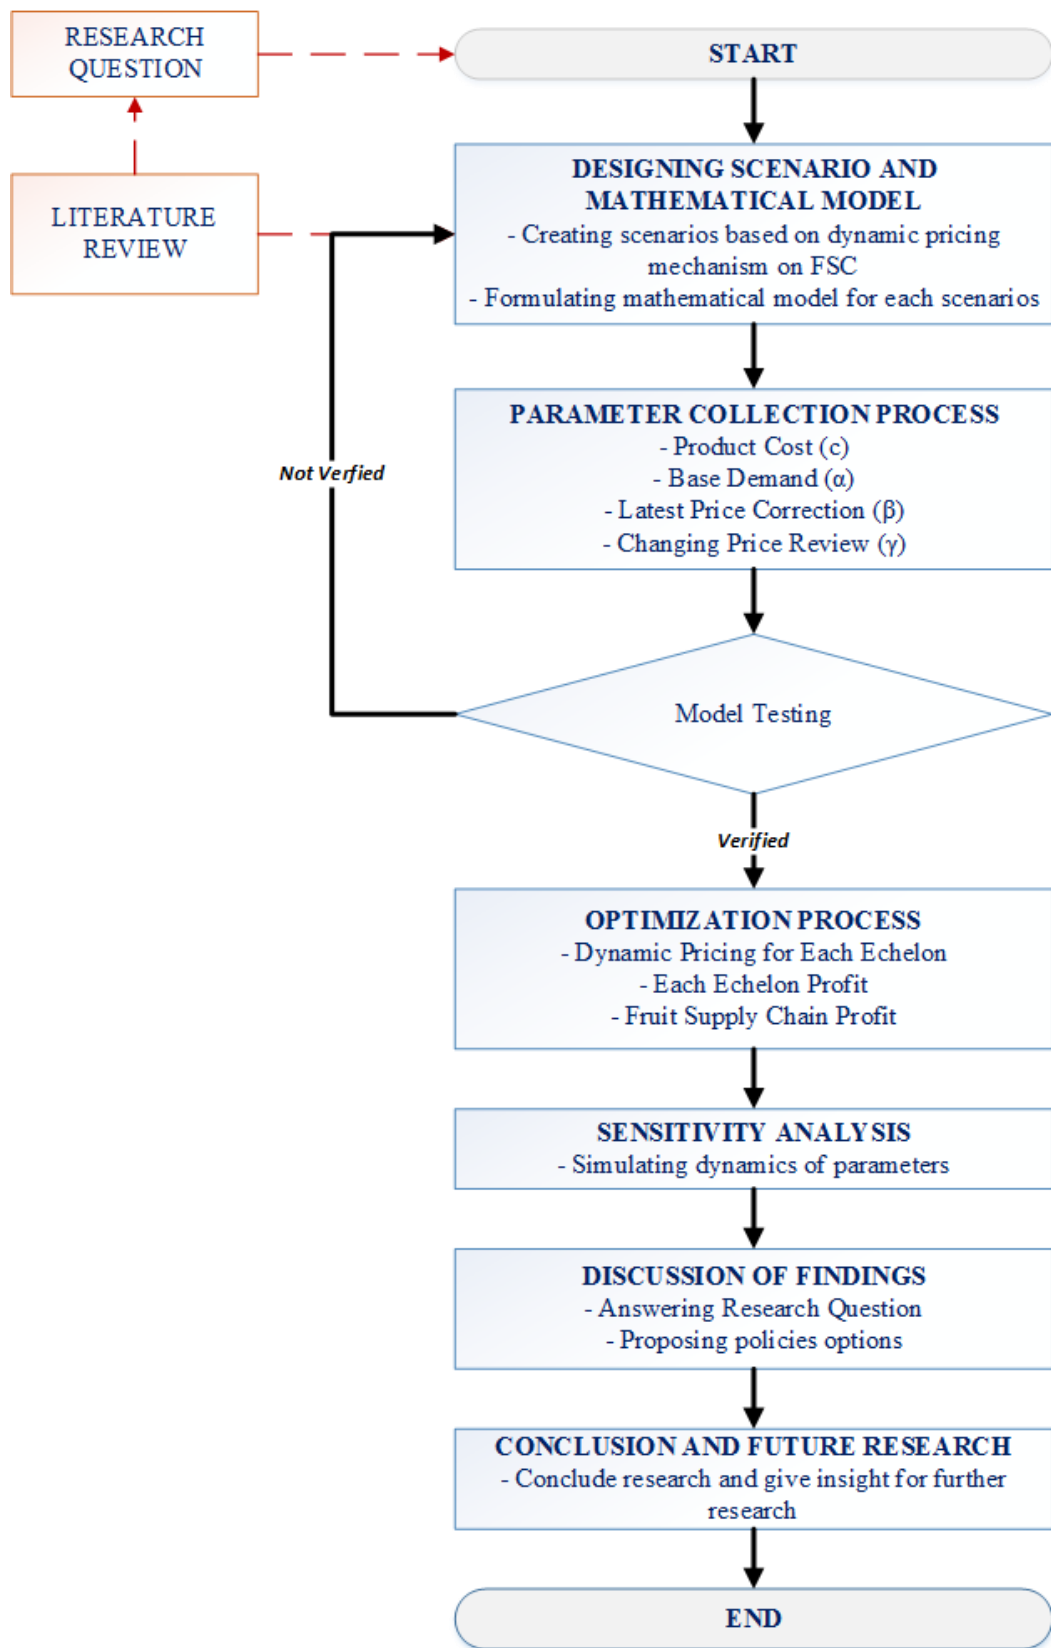 RESEARCH
QUESTION
START
LITERATURE
REVIEW
DESIGNING SCENARIO AND
MATHEMATICAL MODEL
- Creating scenarios based on dynamic pricing
mechanism on FSC
- Formulating mathematical model for each scenarios
PARAMETER COLLECTION PROCESS
- Product Cost (c)
- Base Demand (α)
- Latest Price Correction (β)
- Changing Price Review (γ)
Not Verfied
Model Testing
Verified
OPTIMIZATION PROCESS
- Dynamic Pricing for Each Echelon
- Each Echelon Profit
- Fruit Supply Chain Profit
SENSITIVITY ANALYSIS
- Simulating dynamics of parameters
DISCUSSION OF FINDINGS
- Answering Research Question
- Proposing policies options
CONCLUSION AND FUTURE RESEARCH
- Conclude research and give insight for further
research
END